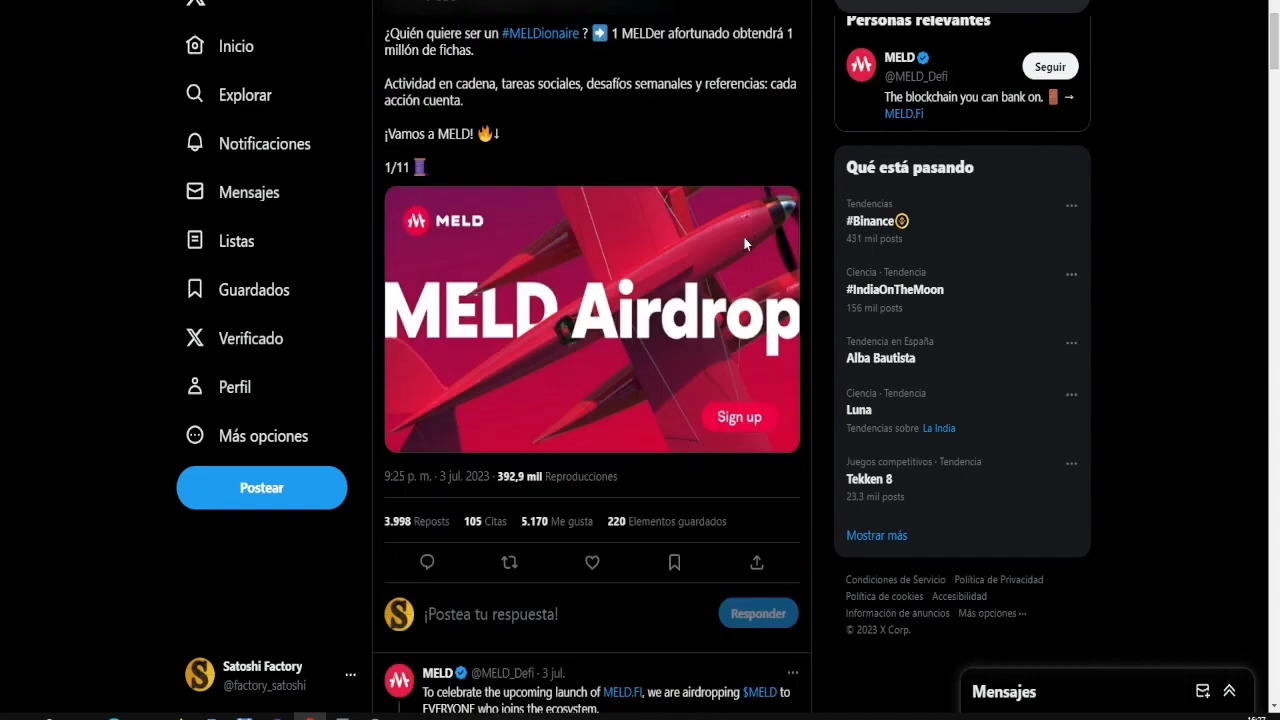 Inicio
Explorar
Notificaciones
Mensajes
Listas
Guardados
Verificado
Perfil
Más opciones
Postear
Satoshi Factory
@factory_satoshi
¿Quién quiere ser un #MELDionaire ? ➡️ 1 MELDer afortunado obtendrá 1
millón de fichas.
Actividad en cadena, tareas sociales, desafíos semanales y referencias: cada
acción cuenta.
¡Vamos a MELD! 🔥↓
1/11 🧵
MELD
MELD Airdrop
Sign up
9:25 p. m. · 3 jul. 2023 · 392,9 mil Reproducciones
3.998 Reposts 105 Citas 5.170 Me gusta 220 Elementos guardados
¡Postea tu respuesta!
Responder
MELD @MELD_Defi · 3 jul.
To celebrate the upcoming launch of MELD.FI, we are airdropping $MELD to
EVERYONE who joins the ecosystem.
Personas relevantes
MELD
@MELD_Defi
Seguir
The blockchain you can bank on. 🚪 →
MELD.Fi
Qué está pasando
Tendencias
#Binance
431 mil posts
Ciencia · Tendencia
#IndiaOnTheMoon
156 mil posts
Tendencia en España
Alba Bautista
Ciencia · Tendencia
Luna
Tendencias sobre La India
Juegos competitivos · Tendencia
Tekken 8
23,3 mil posts
Mostrar más
Condiciones de Servicio Política de Privacidad
Política de cookies Accesibilidad
Información de anuncios Más opciones ···
© 2023 X Corp.
Mensajes